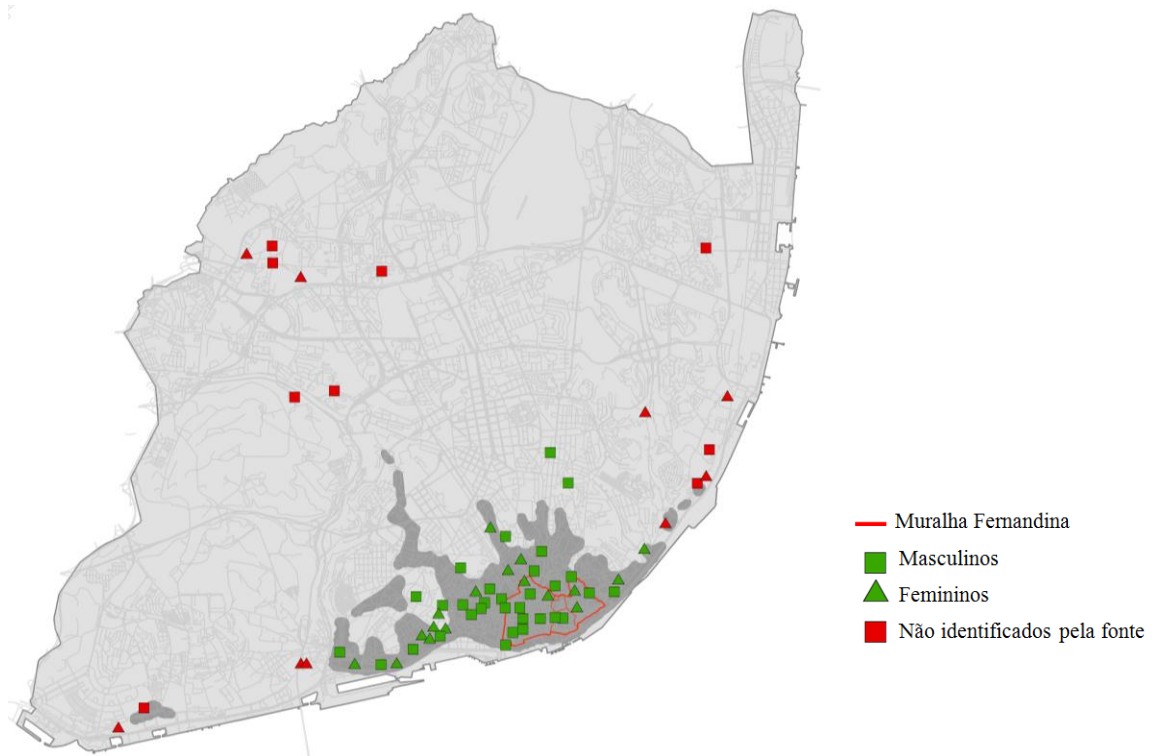 Muralha Fernandina
Masculinos
Femininos
Não identificados pela fonte